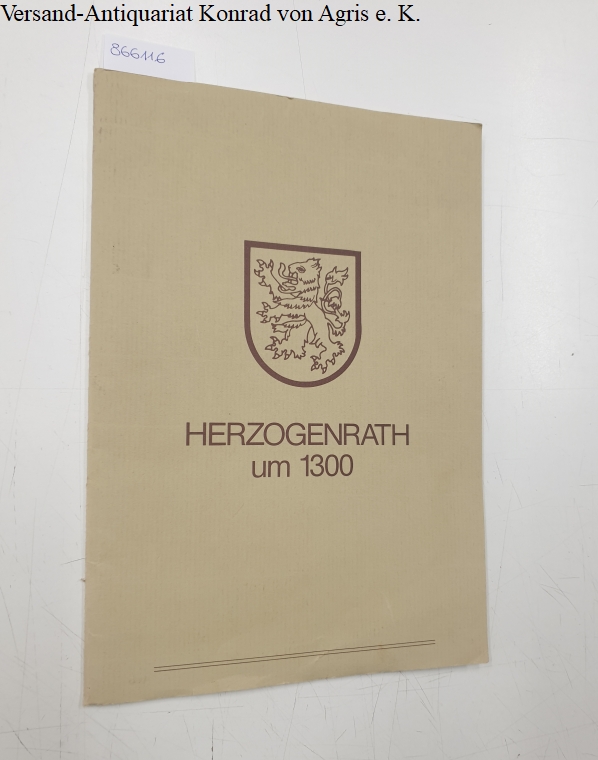 Versand-Antiquariat Konrad von Agris e. K.
866116
HERZOGENRATH
um 1300